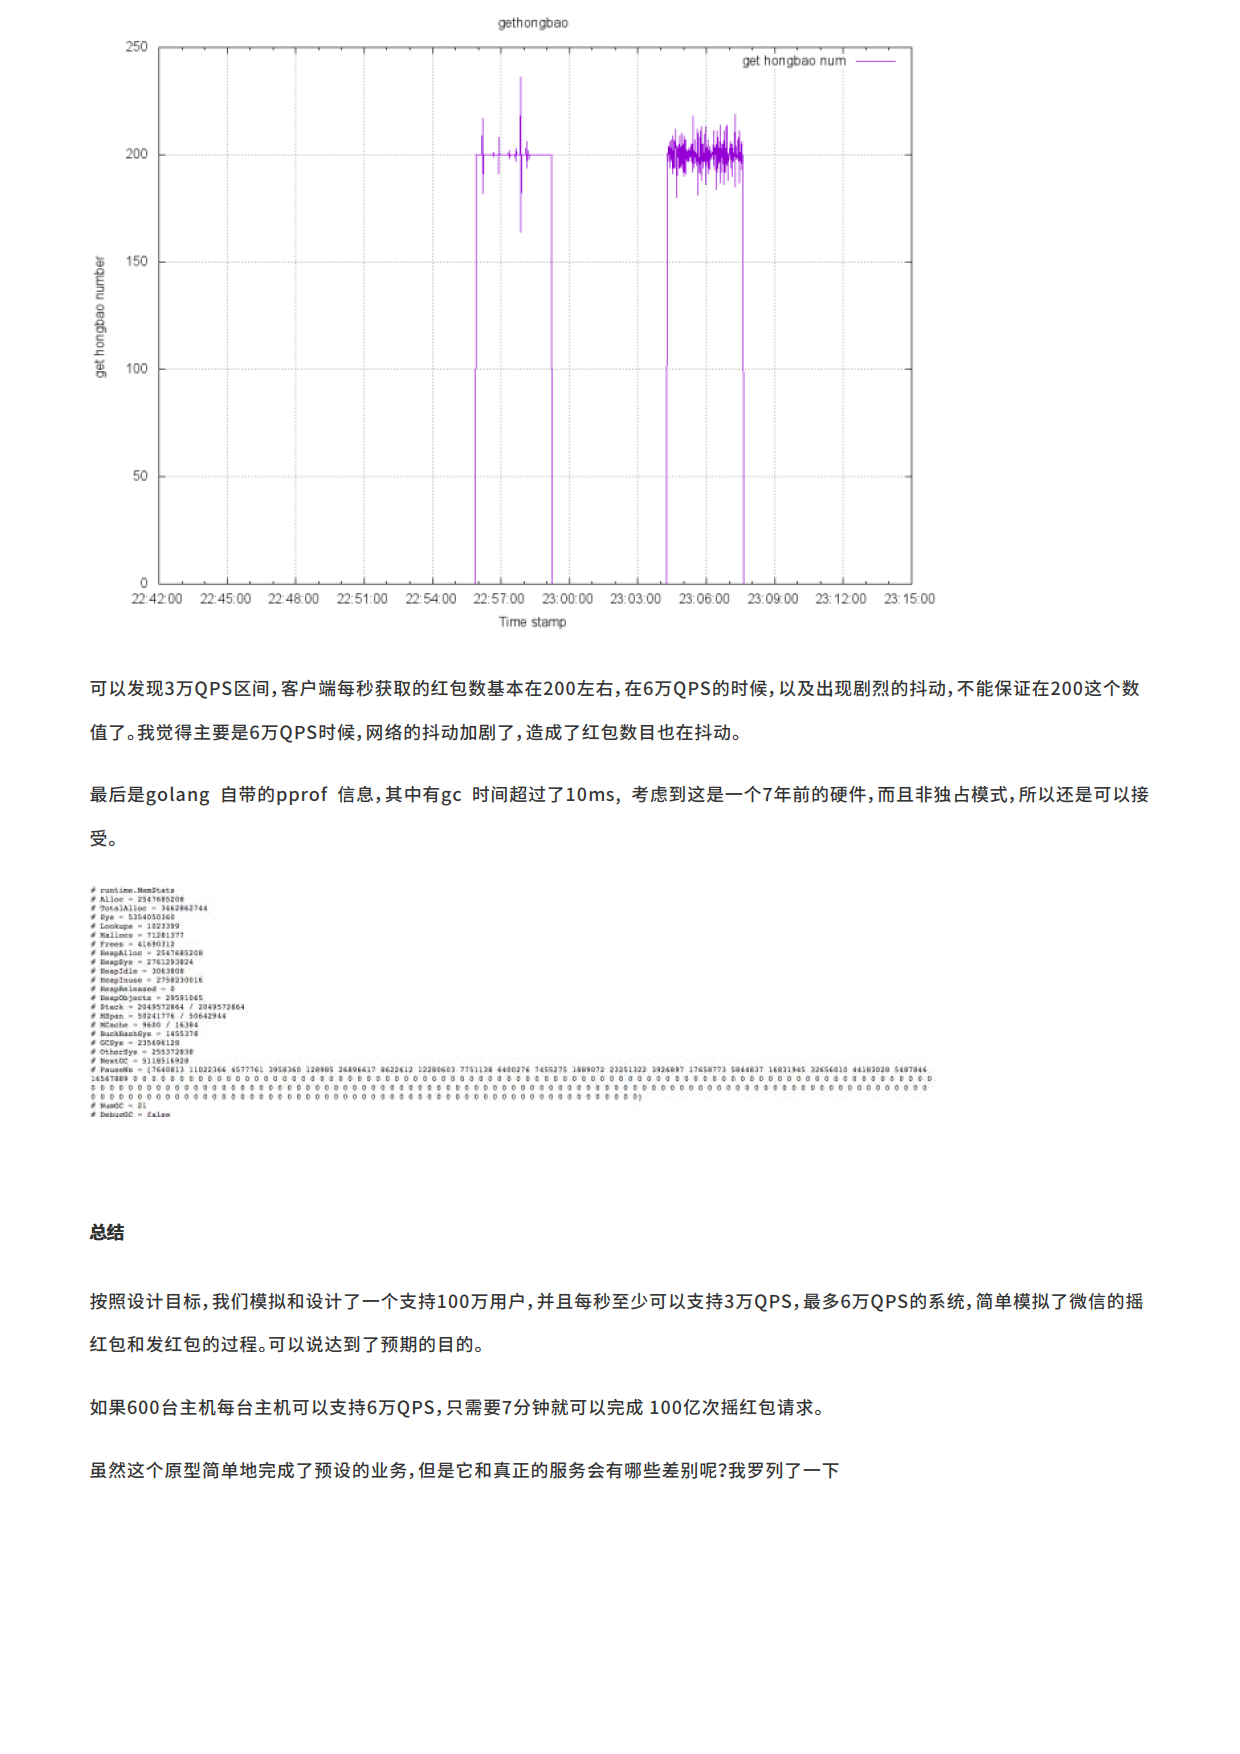 gethongbao
get hongbao num
250
200
150
100
50
0
get hongbao number
22:42:00 22:45:00 22:48:00 22:51:00 22:54:00 22:57:00 23:00:00 23:03:00 23:06:00 23:09:00 23:12:00 23:15:00
Time stamp
可以发现3万QPS区间，客户端每秒获取的红包数基本在200左右，在6万QPS的时候，以及出现剧烈的抖动，不能保证在200这个数
值了。我觉得主要是6万QPS时候，网络的抖动加剧了，造成了红包数目也在抖动。
最后是golang 自带的pprof 信息，其中有gc 时间超过了10ms, 考虑到这是一个7年前的硬件，而且非独占模式，所以还是可以接
受。
# runtime.MemStats
# Alloc = 2547685208
# TotalAlloc = 3462862744
# Sys = 5354050360
# Lookups = 1023399
# Mallocs = 71281377
# Frees = 41690312
# HeapAlloc = 2547685208
# HeapSys = 2761293824
# HeapIdle = 3063808
# HeapInuse = 2758230016
# HeapReleased = 0
# HeapObjects = 29591065
# Stack = 2049572864 / 2049572864
# MSpan = 50241776 / 50642944
# MCache = 9600 / 16384
# BuckHashSys = 1455378
# GCSys = 235696128
# OtherSys = 255372838
# NextGC = 5118516928
# PauseNs = [7640813 11022366 4577761 3958360 128985 26896617 8622612 12280603 7751138 6400276 7455275 1889072 23251322 3926897 17658773 5844837 16831945 32656010 44183028 5687846
# NumGC = 21
# DebugGC = false
总结
按照设计目标，我们模拟和设计了一个支持100万用户，并且每秒至少可以支持3万QPS，最多6万QPS的系统，简单模拟了微信的摇
红包和发红包的过程。可以说达到了预期的目的。
如果600台主机每台主机可以支持6万QPS，只需要7分钟就可以完成 100亿次摇红包请求。
虽然这个原型简单地完成了预设的业务，但是它和真正的服务会有哪些差别呢？我罗列了一下